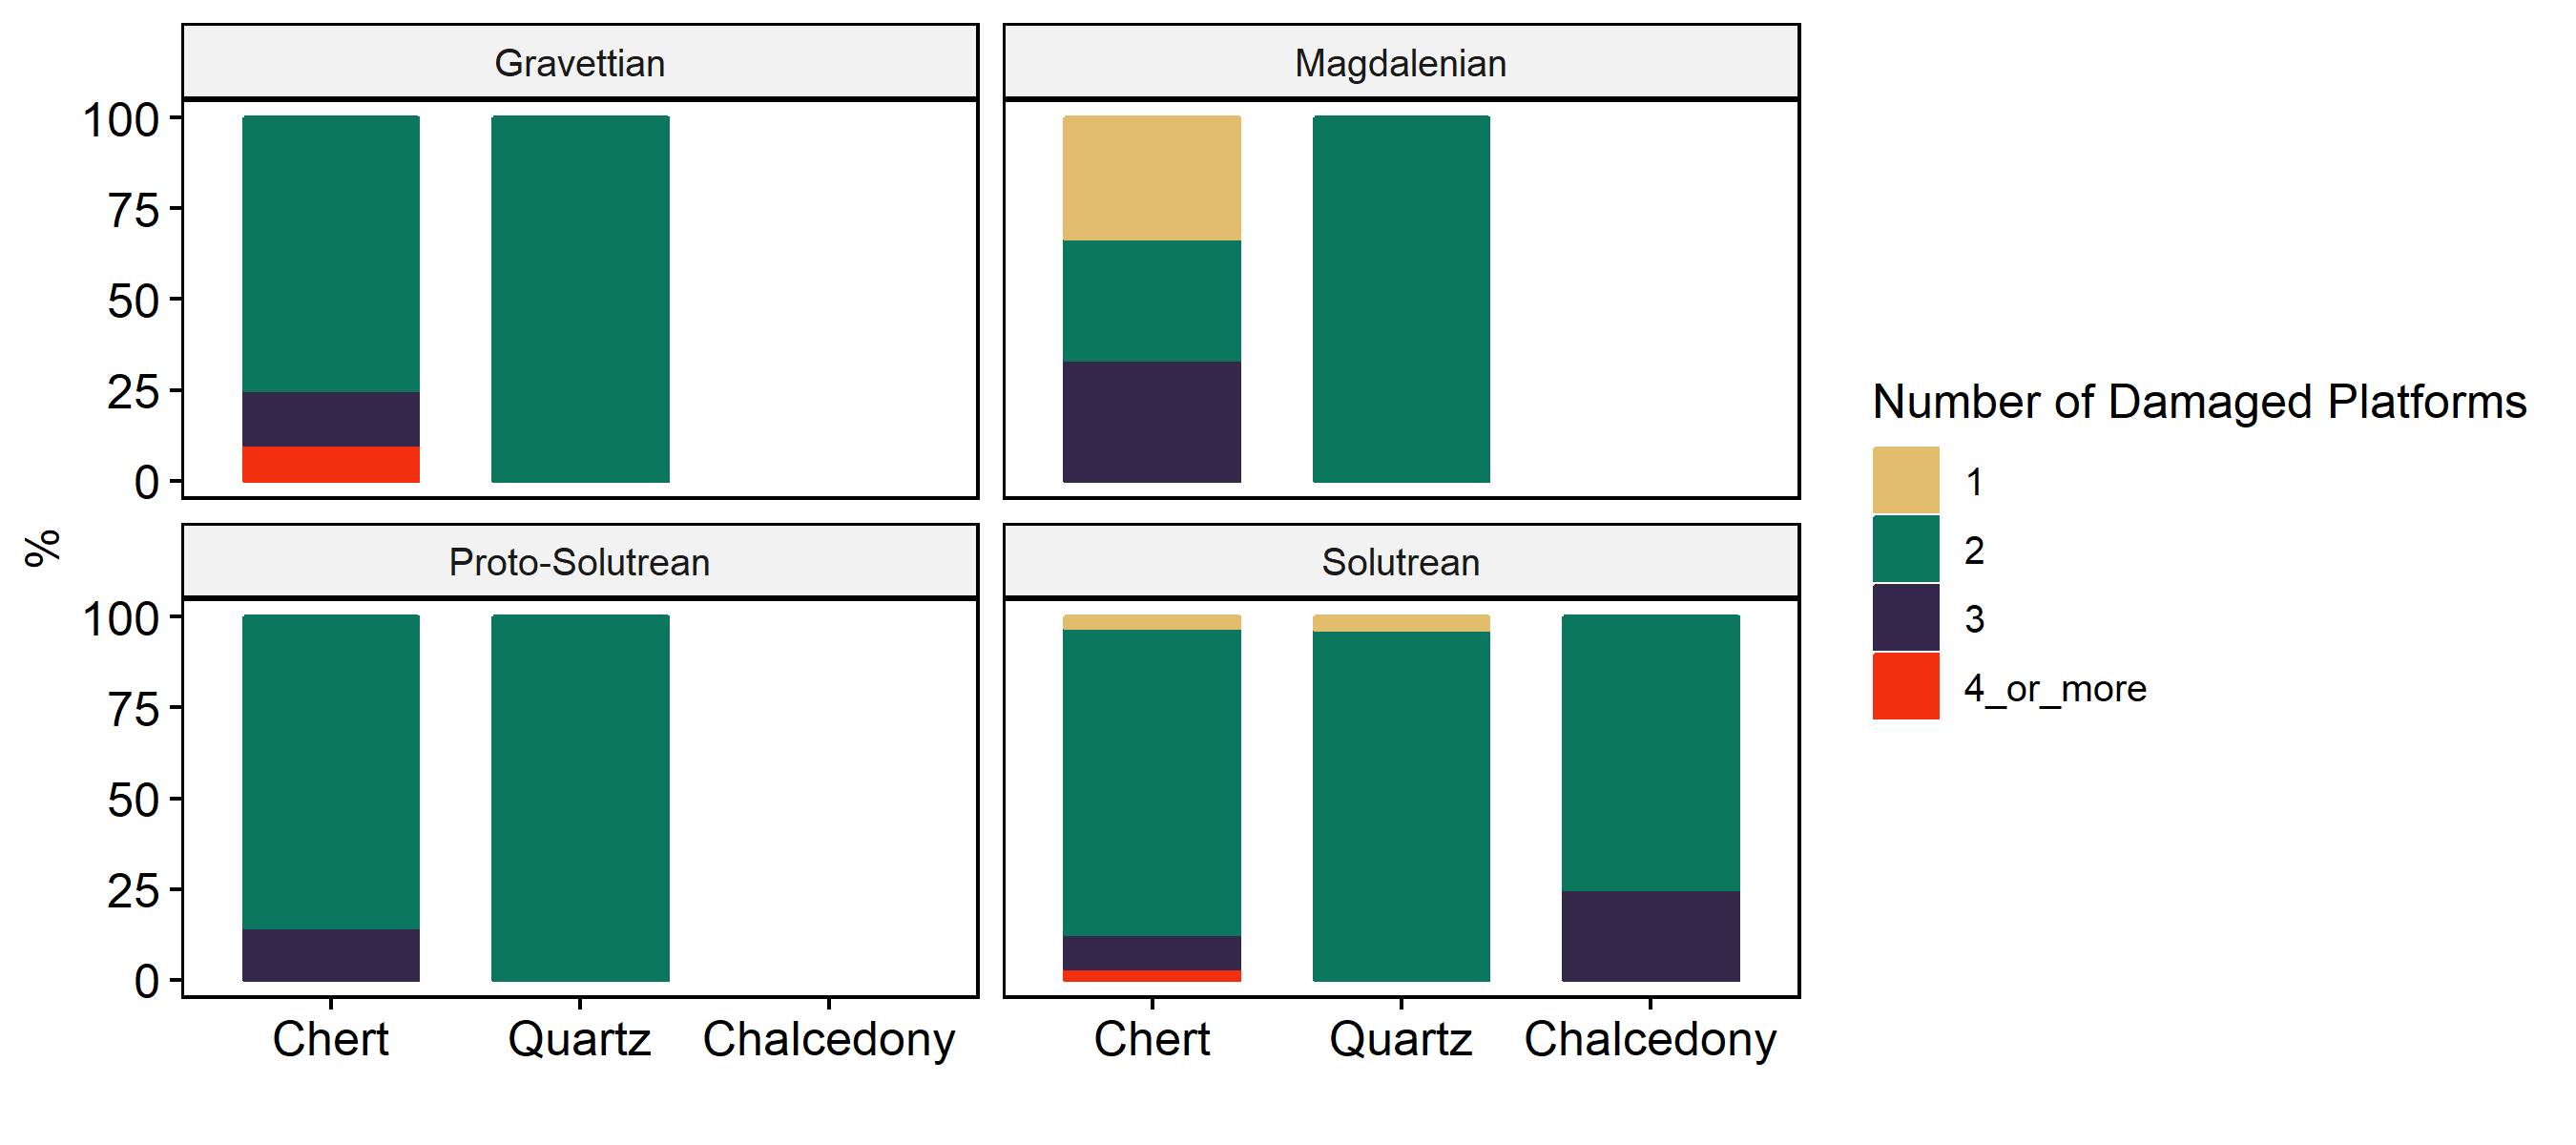 Gravettian
Magdalenian
100
75
50
25
0
%
Proto-Solutrean
Solutrean
100
75
50
25
0
Chert Quartz Chalcedony
Chert Quartz Chalcedony
Number of Damaged Platforms
1
2
3
4_or_more